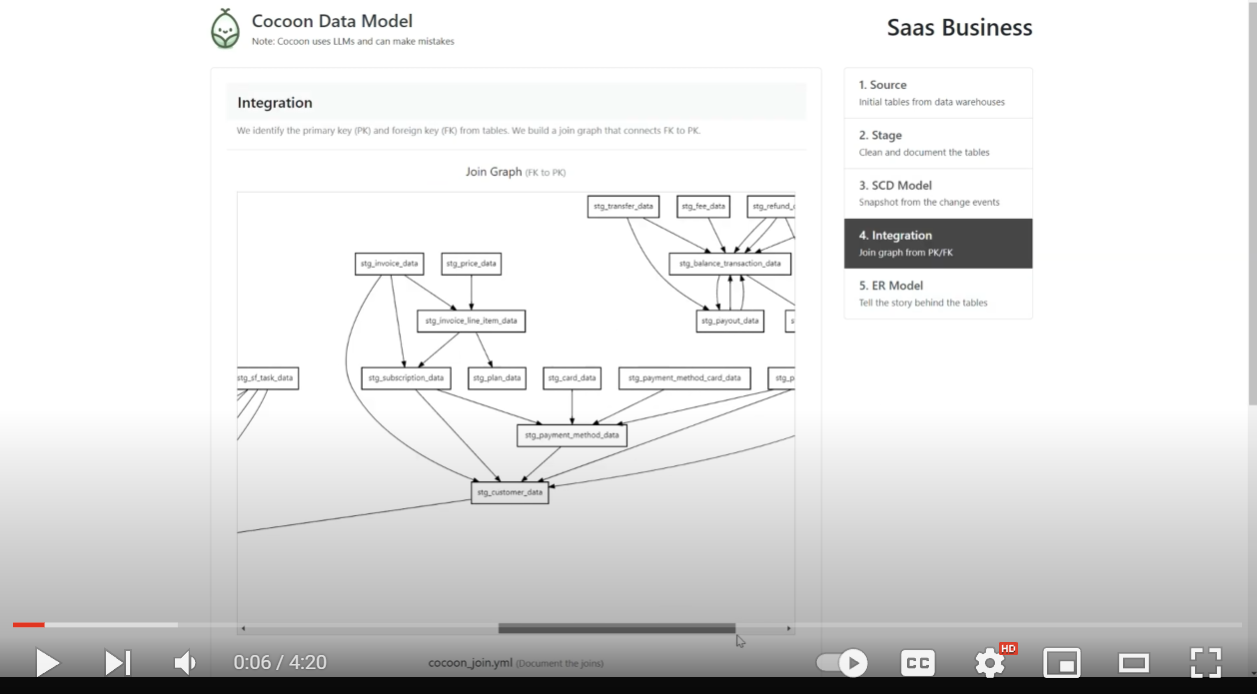 Cocoon Data Model
Note: Cocoon uses LLMs and can make mistakes
Saas Business
Integration
We identify the primary key (PK) and foreign key (FK) from tables. We build a join graph that connects FK to PK.
Join Graph (FK to PK)
stg_transfer_data
stg_fee_data
stg_refund_
stg_invoice_data
stg_price_data
stg_balance_transaction_data
stg_invoice_line_item_data
stg_payout_data
s
stg_sf_task_data
stg_subscription_data
stg_plan_data
stg_card_data
stg_payment_method_card_data
stg_p
stg_payment_method_data
stg_customer_data
cocoon_join.yml (Document the joins)
1. Source
Initial tables from data warehouses
2. Stage
Clean and document the tables
3. SCD Model
Snapshot from the change events
4. Integration
Join graph from PK/FK
5. ER Model
Tell the story behind the tables
0:06 / 4:20
CC
HD